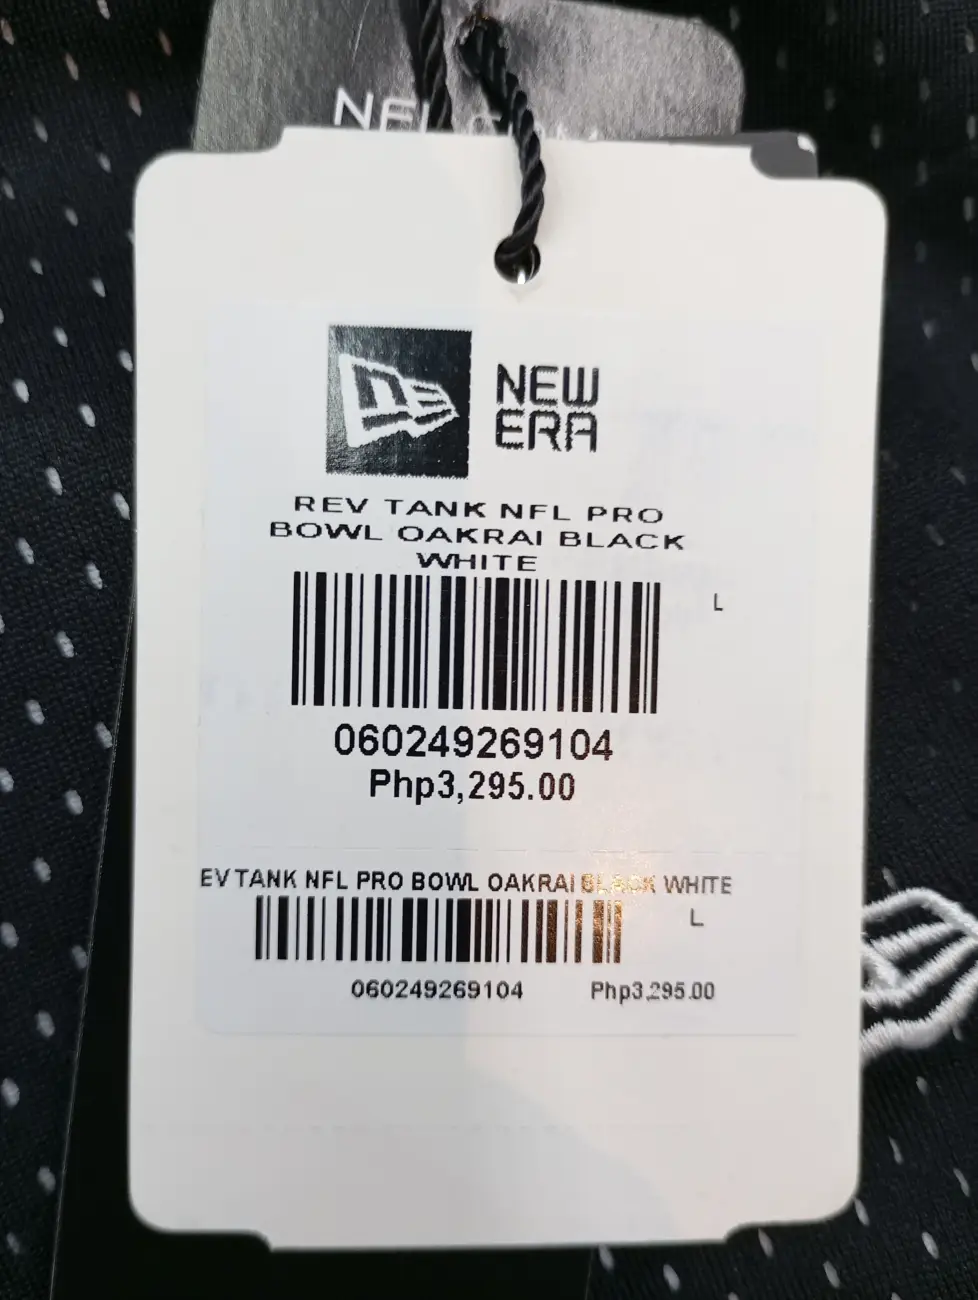 NEW
ERA
REV TANK NFL PRO
BOWL OAKRAI BLACK
WHITE
L
060249269104
Php3,295.00
EV TANK NFL PRO BOWL OAKRAI BLACK WHITE
L
060249269104
Php3,295.00